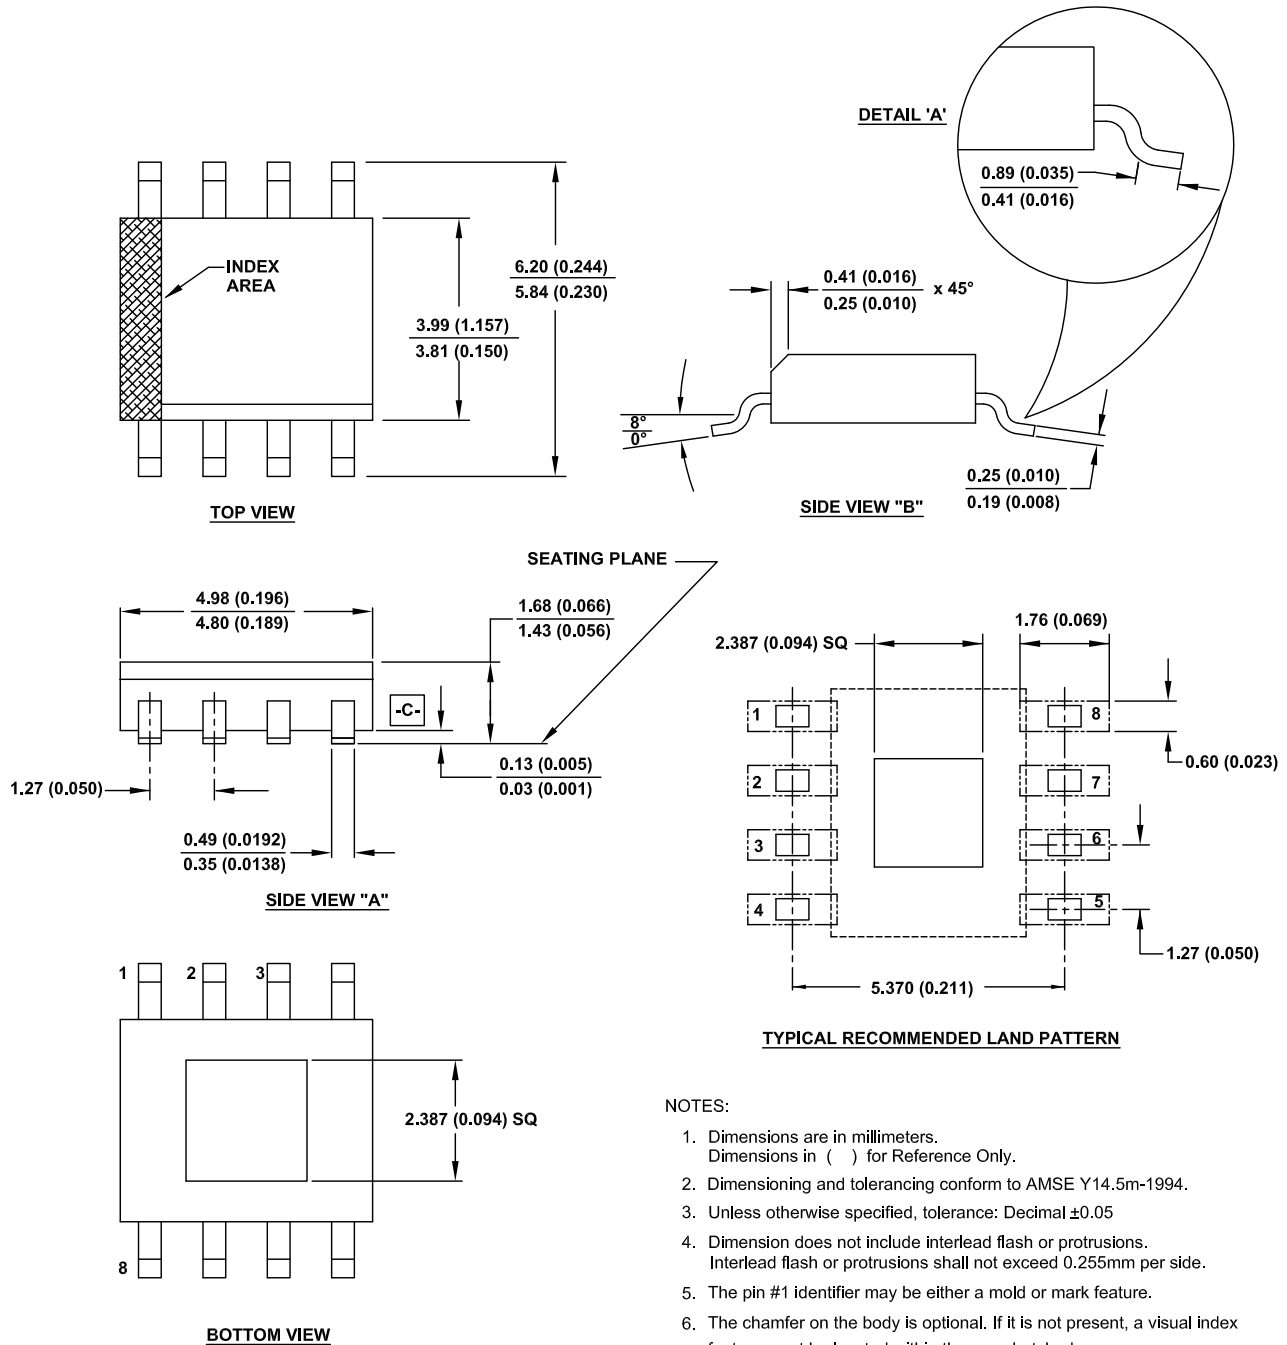 DETAIL 'A'
0.89 (0.035)
0.41 (0.016)
INDEX
AREA
6.20 (0.244)
5.84 (0.230)
3.99 (1.157)
3.81 (0.150)
TOP VIEW
0.41 (0.016)
0.25 (0.010)
x 45°
8°
0°
0.25 (0.010)
0.19 (0.008)
SIDE VIEW "B"
SEATING PLANE
4.98 (0.196)
4.80 (0.189)
1.68 (0.066)
1.43 (0.056)
-C-
0.13 (0.005)
0.03 (0.001)
1.27 (0.050)
0.49 (0.0192)
0.35 (0.0138)
SIDE VIEW "A"
2.387 (0.094) SQ
1.76 (0.069)
1
8
0.60 (0.023)
2
7
3
6
4
5
1.27 (0.050)
5.370 (0.211)
TYPICAL RECOMMENDED LAND PATTERN
1
2
3
2.387 (0.094) SQ
8
BOTTOM VIEW
NOTES:
1. Dimensions are in millimeters.
Dimensions in ( ) for Reference Only.
2. Dimensioning and tolerancing conform to AMSE Y14.5m-1994.
3. Unless otherwise specified, tolerance: Decimal ±0.05
4. Dimension does not include interlead flash or protrusions.
Interlead flash or protrusions shall not exceed 0.255mm per side.
5. The pin #1 identifier may be either a mold or mark feature.
6. The chamfer on the body is optional. If it is not present, a visual index